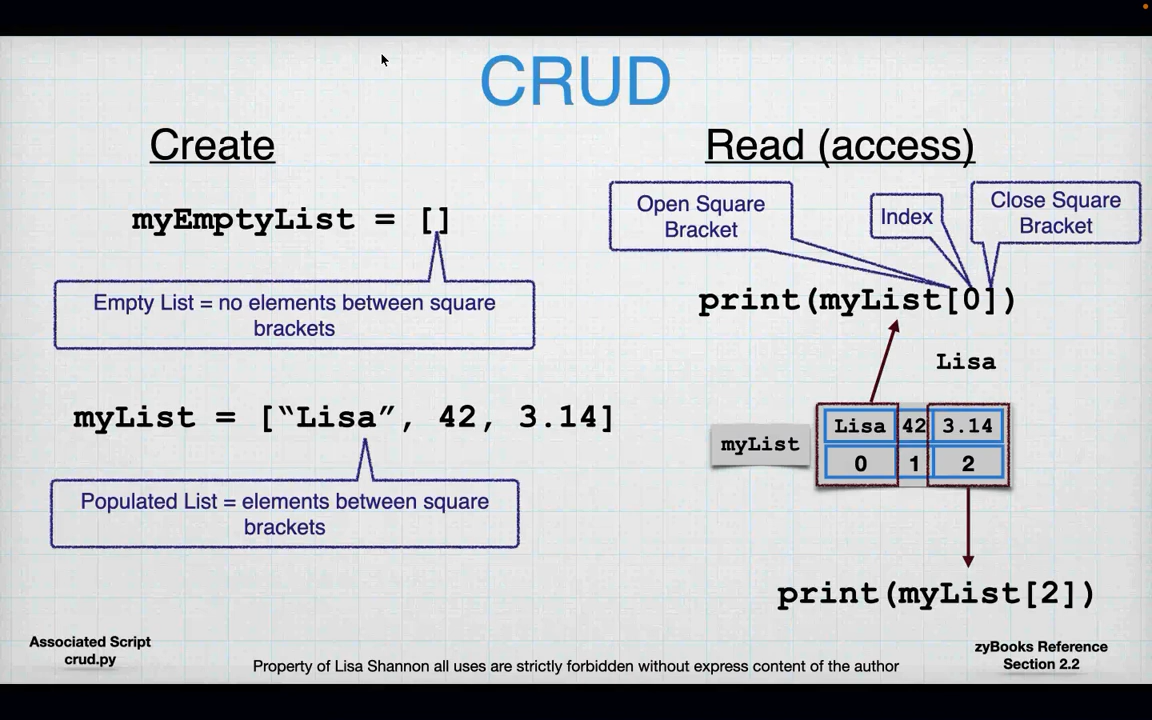 CRUD
Create
myEmptyList = []
Empty List = no elements between square
brackets
myList = [“Lisa”, 42, 3.14]
Populated List = elements between square
brackets
Read (access)
Open Square
Bracket
Index
Close Square
Bracket
print(myList[0])
Lisa
myList
Lisa 42 3.14
0 1 2
print(myList[2])
Associated Script
crud.py
Property of Lisa Shannon all uses are strictly forbidden without express content of the author
zyBooks Reference
Section 2.2